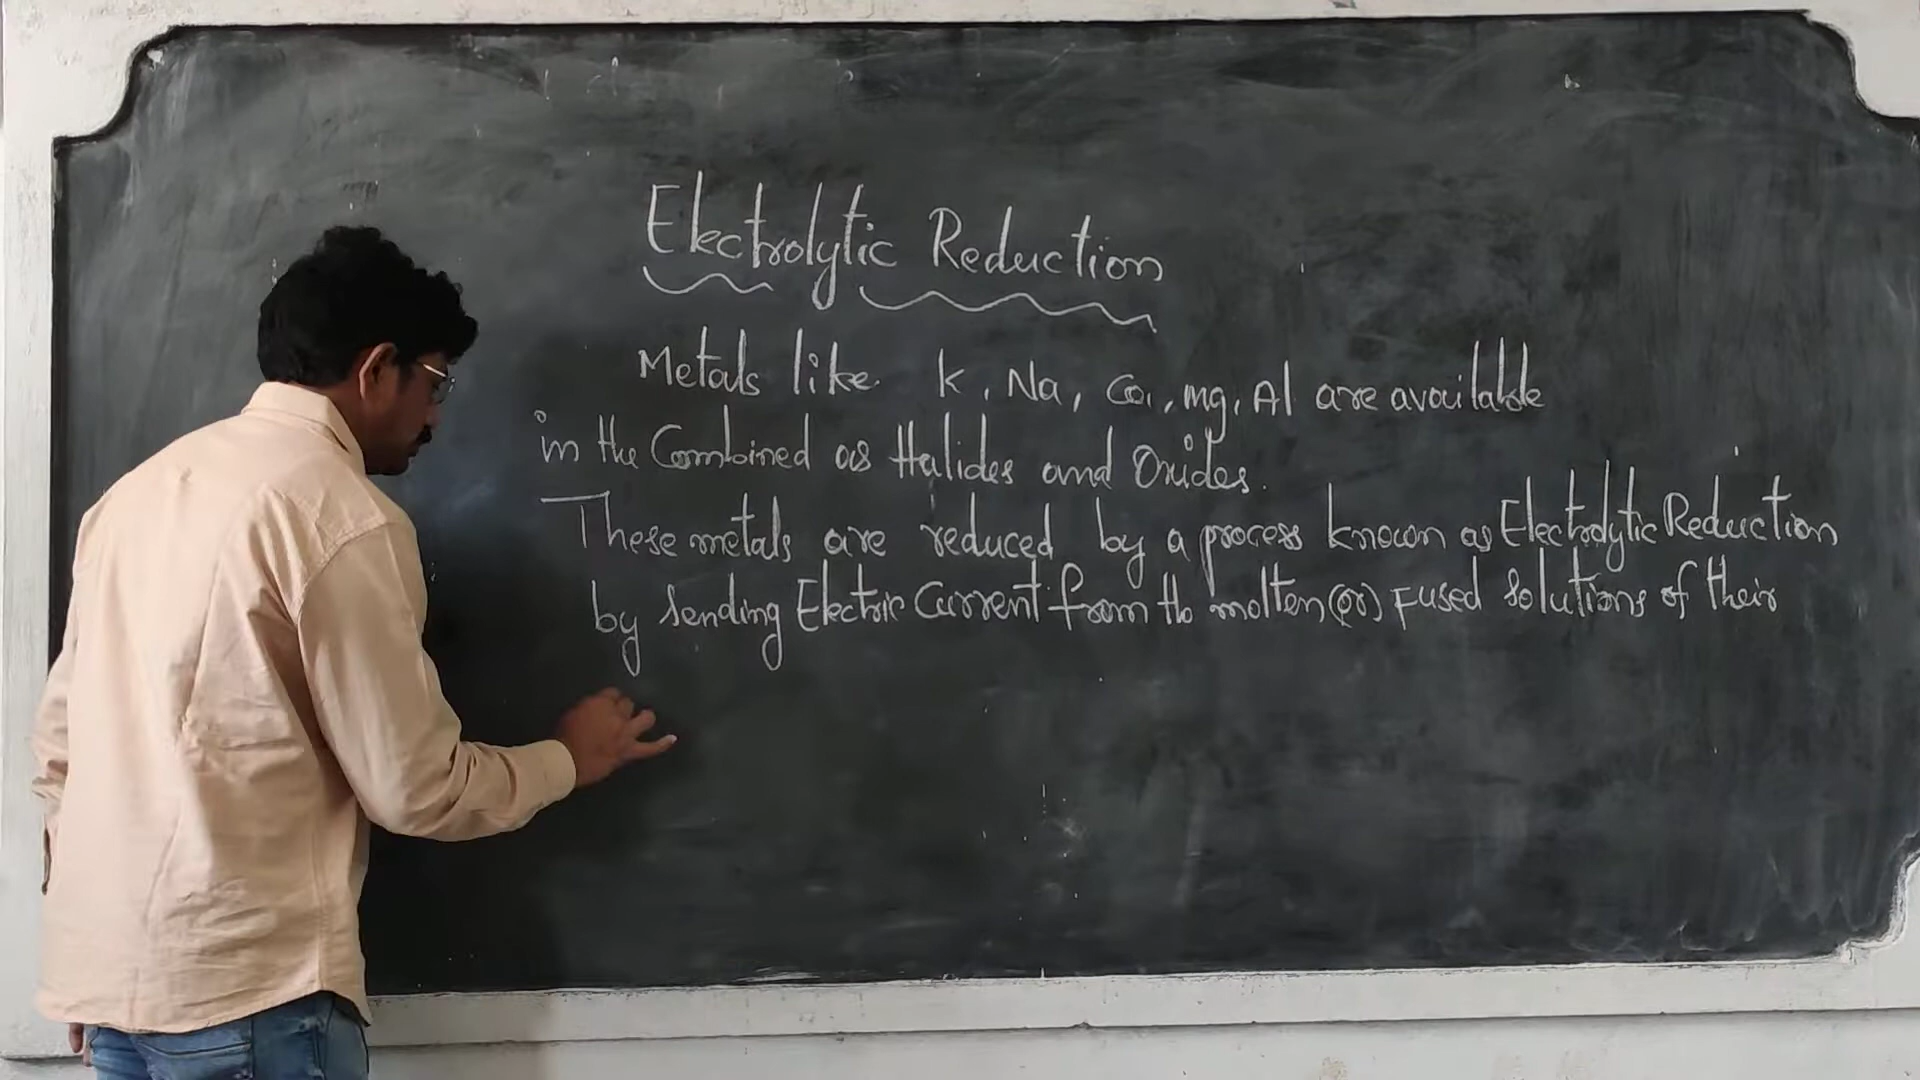 Electrolytic Reduction
Metals like K, Na, Ca, Mg, Al are available
in the Combined as Halides and Oxides.
These metals are reduced by a process known as Electrolytic Reduction
by sending Electric Current from the molten (or) Fused solutions of their